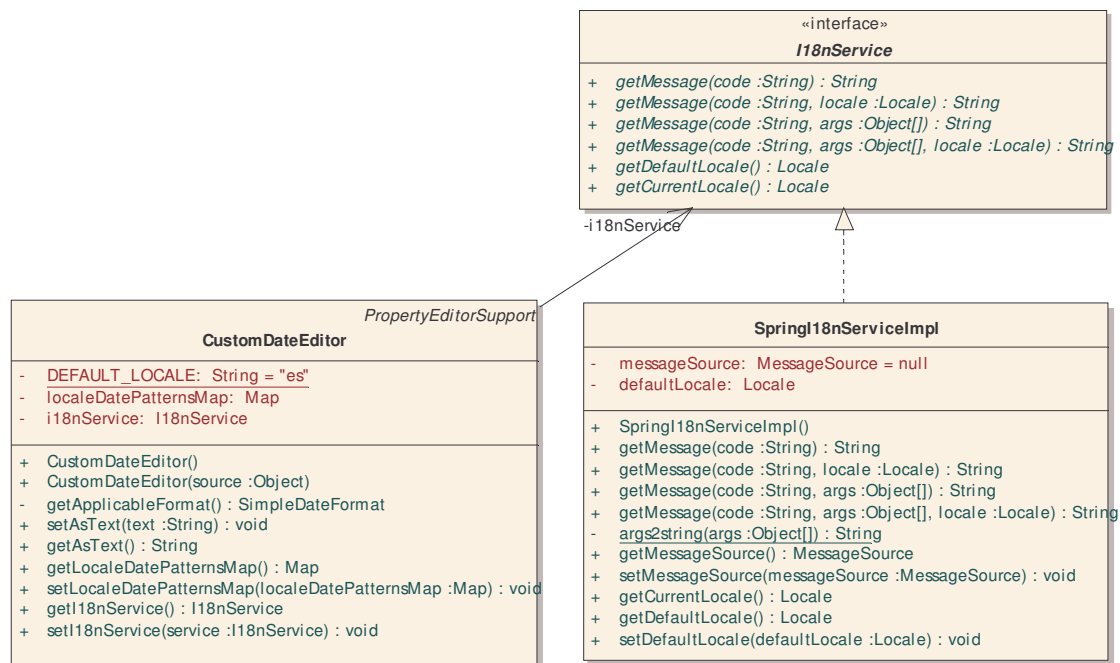 «interface»
I18nService
+ getMessage(code :String) : String
+ getMessage(code :String, locale :Locale) : String
+ getMessage(code :String, args :Object[]) : String
+ getMessage(code :String, args :Object[], locale :Locale) : String
+ getDefaultLocale() : Locale
+ getCurrentLocale() : Locale
-i18nService
PropertyEditorSupport
CustomDateEditor
- DEFAULT_LOCALE: String = "es"
- localeDatePatternsMap: Map
- i18nService: I18nService
+ CustomDateEditor()
+ CustomDateEditor(source :Object)
- getApplicableFormat() : SimpleDateFormat
+ setAsText(text :String) : void
+ getAsText() : String
+ getLocaleDatePatternsMap() : Map
+ setLocaleDatePatternsMap(localeDatePatternsMap :Map) : void
+ getI18nService() : I18nService
+ setI18nService(service :I18nService) : void
SpringI18nServiceImpl
- messageSource: MessageSource = null
- defaultLocale: Locale
+ SpringI18nServiceImpl()
+ getMessage(code :String) : String
+ getMessage(code :String, locale :Locale) : String
+ getMessage(code :String, args :Object[]) : String
+ getMessage(code :String, args :Object[], locale :Locale) : String
- args2string(args :Object[]) : String
+ getMessageSource() : MessageSource
+ setMessageSource(messageSource :MessageSource) : void
+ getCurrentLocale() : Locale
+ getDefaultLocale() : Locale
+ setDefaultLocale(defaultLocale :Locale) : void